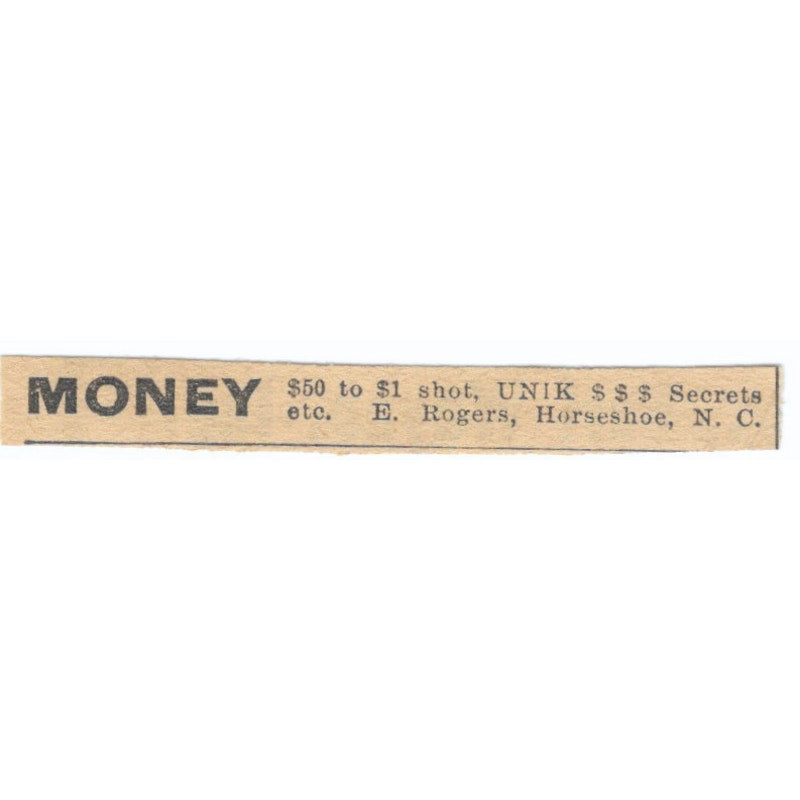 MONEY $50 to $1 shot, UNIK $ $ $ Secrets
etc. E. Rogers, Horseshoe, N. C.